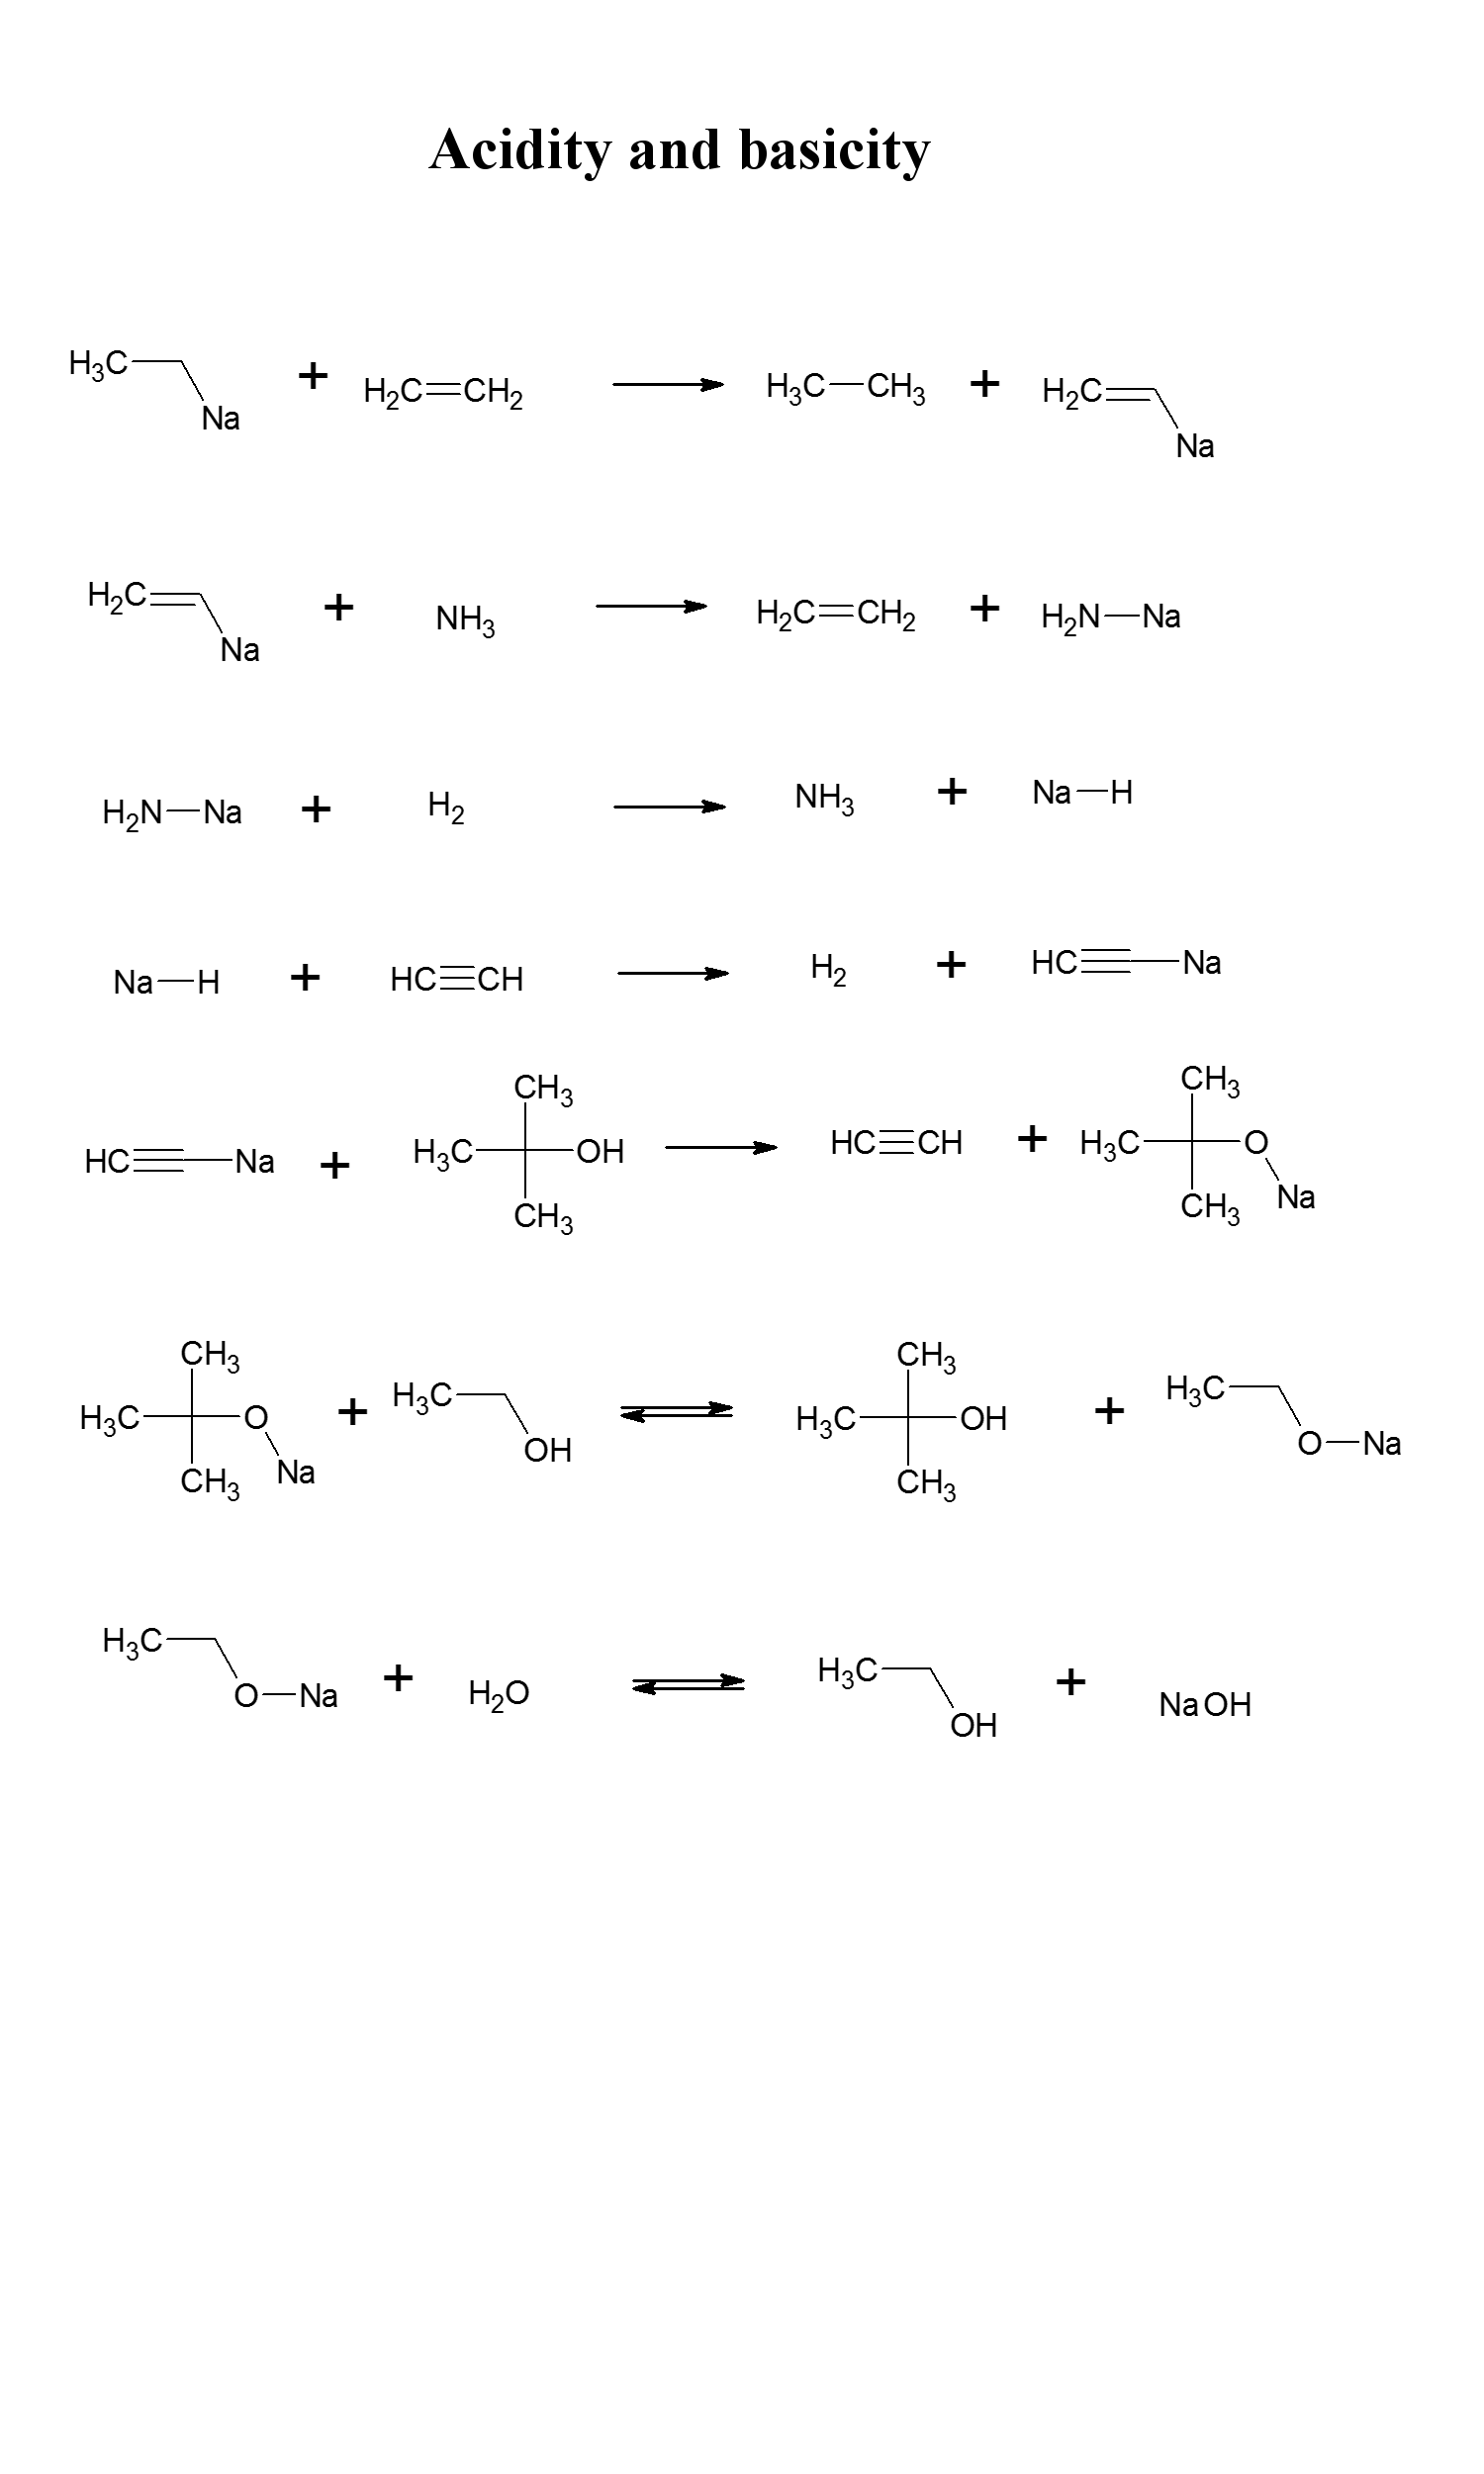 Acidity and basicity
H3C Na + H2C CH2 H3C CH3 + H2C Na
H2C Na + NH3 H2C CH2 + H2N Na
H2N Na + H2 NH3 + Na H
Na H + HC CH H2 + HC Na
HC Na + CH3 H3C OH CH3 HC CH + CH3 H3C O Na CH3
CH3 H3C O Na CH3 + H3C OH CH3 H3C OH CH3 + H3C O Na
H3C O Na + H2O H3C OH + NaOH